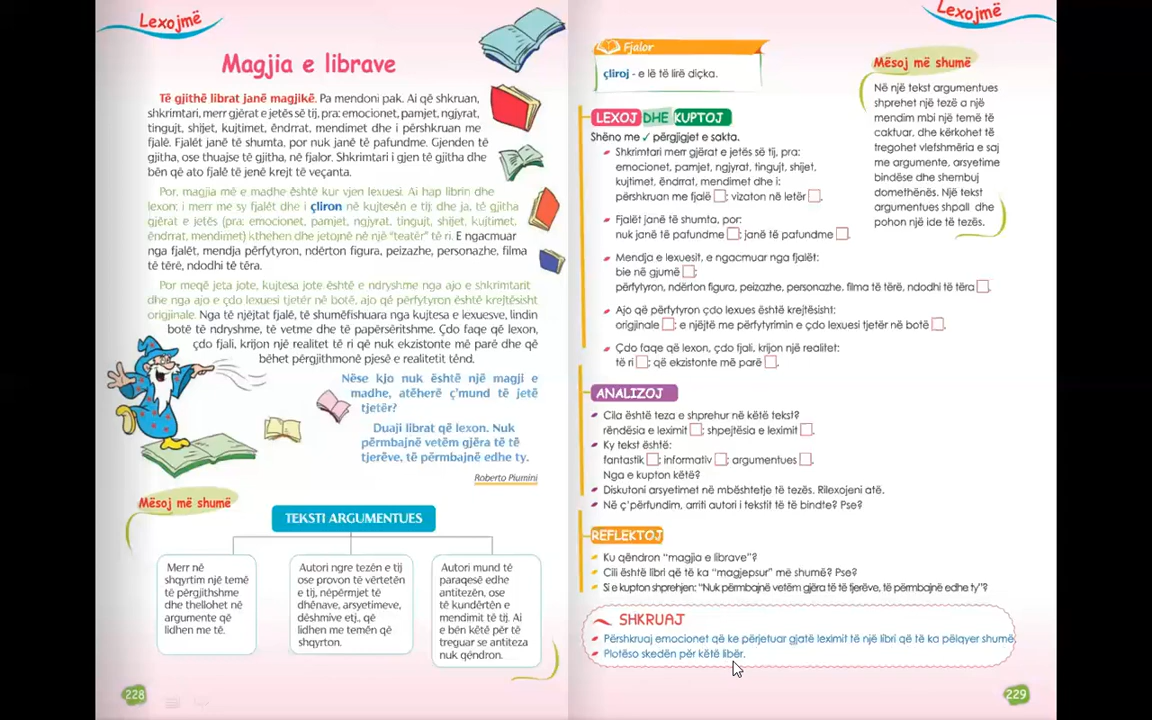 Lexojmë
Magjia e librave
Të gjithë librat janë magjikë. Pa mendoni pak. Ai që shkruan,
shkrimtari, merr gjërat e jetës së tij, pra: emocionet, pamjet, ngjyrat,
tingujt, shijet, kujtimet, ëndrrat, mendimet dhe i përshkruan me
fjalë. Fjalët janë të shumta, por nuk janë të pafundme. Gjenden të
gjitha, ose thuajse të gjitha, në fjalor. Shkrimtari i gjen të gjitha dhe
bën që ato fjalë të jenë krejt të veçanta.
Por, magjia më e madhe është kur vjen lexuesi. Ai hap librin dhe
lexon; i merr me sy fjalët dhe i çliron në kujtesën e tij; dhe ja, të gjitha
gjërat e jetës (pra: emocionet, pamjet, ngjyrat, tingujt, shijet, kujtimet,
ëndrrat, mendimet) kthehen dhe jetojnë në një "teatër" të ri. E ngacmuar
nga fjalët, mendja përfytyron, ndërton figura, peizazhe, personazhe, filma
të tërë, ndodhi të tëra.
Por meqë jeta jote, kujtesa jote është e ndryshme nga ajo e shkrimtarit
dhe nga ajo e çdo lexuesi tjetër në botë, ajo që përfytyron është krejtësisht
origjinale. Nga të njëjtat fjalë, të shumëfishuara nga kujtesa e lexuesve, lindin
botë të ndryshme, të vetme dhe të papërsëritshme. Çdo faqe që lexon,
çdo fjali, krijon një realitet të ri që nuk ekzistonte më parë dhe që
bëhet përgjithmonë pjesë e realitetit tënd.
Nëse kjo nuk është një magji e
madhe, atëherë ç'mund të jetë
tjetër?
Duaji librat që lexon. Nuk
përmbajnë vetëm gjëra të të
tjerëve, të përmbajnë edhe ty.
Roberto Piumini
Mësoj më shumë
TEKSTI ARGUMENTUES
Merr në
shqyrtim një temë
të përgjithshme
dhe thellohet në
argumente që
lidhen me të.
Autori ngre tezën e tij
ose provon të vërtetën
e tij, nëpërmjet të
dhënave, arsyetimeve,
dëshmive etj., që
lidhen me temën që
shqyrton.
Autori mund të
paraqesë edhe
antitezën, ose
të kundërtën e
mendimit të tij. Ai
e bën këtë për të
treguar se antiteza
nuk qëndron.
228
Lexojmë
Fjalor
çliroj - e lë të lirë diçka.
LEXOJ DHE KUPTOJ
Shëno me ✓ përgjigjet e sakta.
Shkrimtari merr gjërat e jetës së tij, pra:
emocionet, pamjet, ngjyrat, tingujt, shijet,
kujtimet, ëndrrat, mendimet dhe i:
përshkruan me fjalë ☐; vizaton në letër ☐.
Fjalët janë të shumta, por:
nuk janë të pafundme ☐; janë të pafundme ☐.
Mendja e lexuesit, e ngacmuar nga fjalët:
bie në gjumë ☐;
përfytyron, ndërton figura, peizazhe, personazhe, filma të tërë, ndodhi të tëra ☐.
Ajo që përfytyron çdo lexues është krejtësisht:
origjinale ☐; e njëjtë me përfytyrimin e çdo lexuesi tjetër në botë ☐.
Çdo faqe që lexon, çdo fjali, krijon një realitet:
të ri ☐; që ekzistonte më parë ☐.
ANALIZOJ
Cila është teza e shprehur në këtë tekst?
rëndësia e leximit ☐; shpejtësia e leximit ☐.
Ky tekst është:
fantastik ☐; informativ ☐; argumentues ☐.
Nga e kupton këtë?
Diskutoni arsyetimet në mbështetje të tezës. Rilexojeni atë.
Në ç'përfundim, arriti autori i tekstit të të bindte? Pse?
REFLEKTOJ
Ku qëndron "magjia e librave"?
Cili është libri që të ka "magjepsur" më shumë? Pse?
Si e kupton shprehjen: "Nuk përmbajnë vetëm gjëra të të tjerëve, të përmbajnë edhe ty"?
SHKRUAJ
Përshkruaj emocionet që ke përjetuar gjatë leximit të një libri që të ka pëlqyer shumë.
Plotëso skedën për këtë libër.
Mësoj më shumë
Në një tekst argumentues
shprehet një tezë a një
mendim mbi një temë të
caktuar, dhe kërkohet të
tregohet vlefshmëria e saj
me argumente, arsyetime
bindëse dhe shembuj
domethënës. Një tekst
argumentues shpall dhe
pohon një ide të tezës.
229